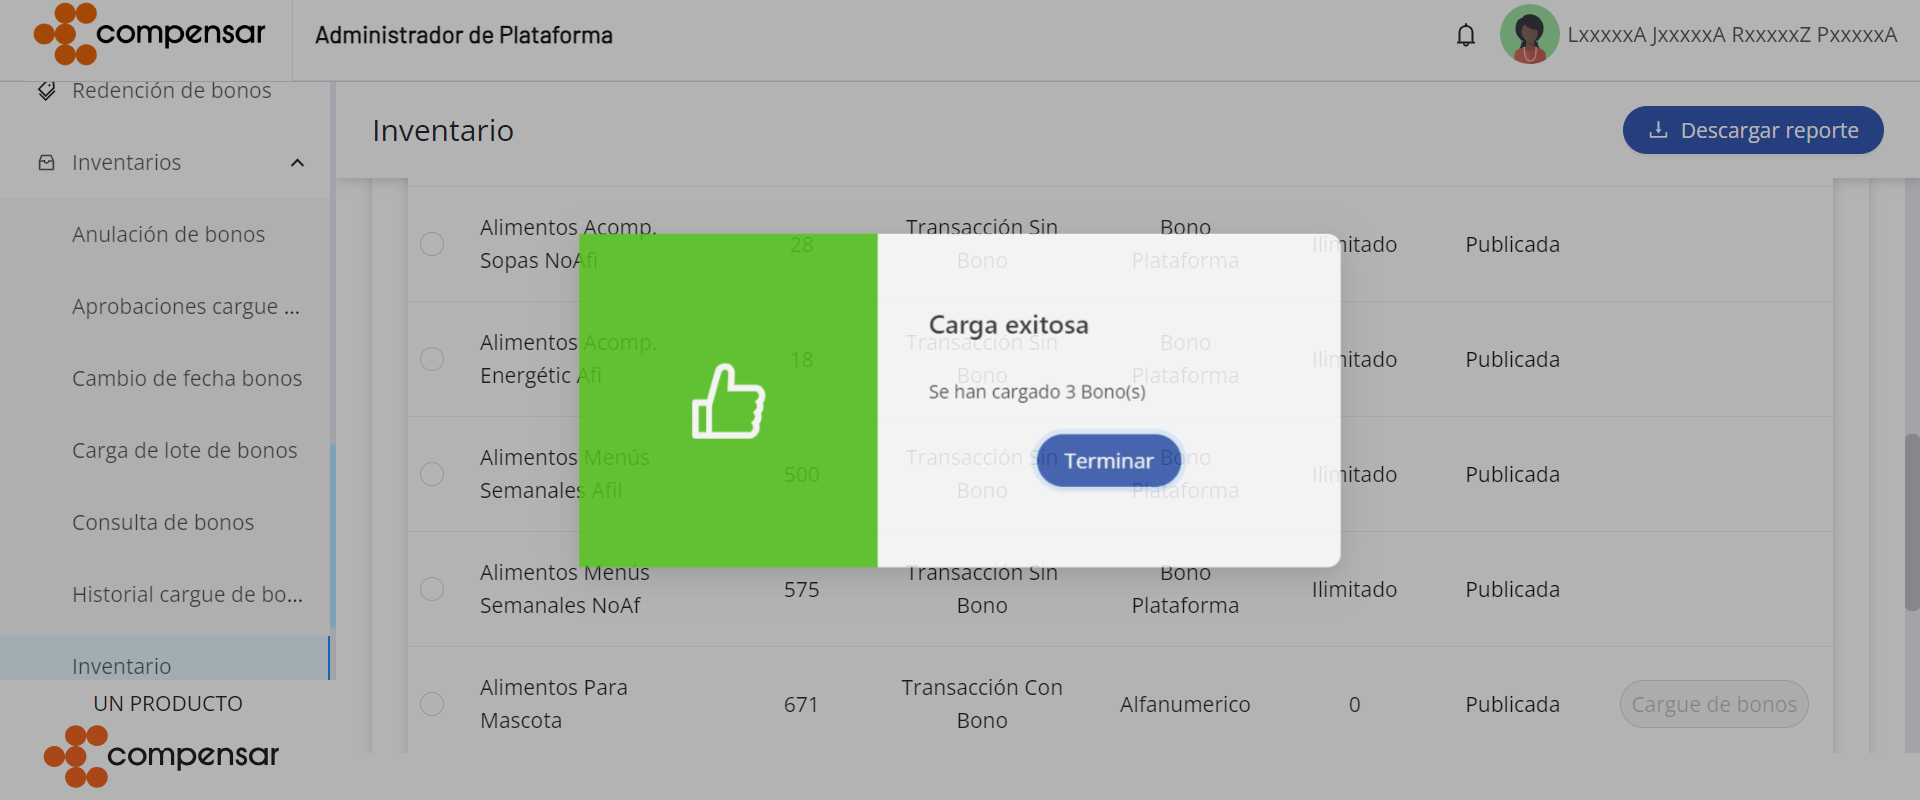 compensar
Administrador de Plataforma
LxxxxxA JxxxxxA RxxxxxZ PxxxxxA
Redención de bonos
Inventarios
Anulación de bonos
Aprobaciones cargue ...
Cambio de fecha bonos
Carga de lote de bonos
Consulta de bonos
Historial cargue de bo...
Inventario
UN PRODUCTO
compensar
Inventario
Descargar reporte
Alimentos Acomp.
Sopas NoAfi
28
Transacción Sin
Bono
Bono
Plataforma
Ilimitado
Publicada
Alimentos Acomp.
Energétic Afi
18
Transacción Sin
Bono
Bono
Plataforma
Ilimitado
Publicada
Alimentos Menús
Semanales Afil
500
Transacción Sin
Bono
Bono
Plataforma
Ilimitado
Publicada
Alimentos Menús
Semanales NoAf
575
Transacción Sin
Bono
Bono
Plataforma
Ilimitado
Publicada
Alimentos Para
Mascota
671
Transacción Con
Bono
Alfanumerico
0
Publicada
Cargue de bonos
Carga exitosa
Se han cargado 3 Bono(s)
Terminar